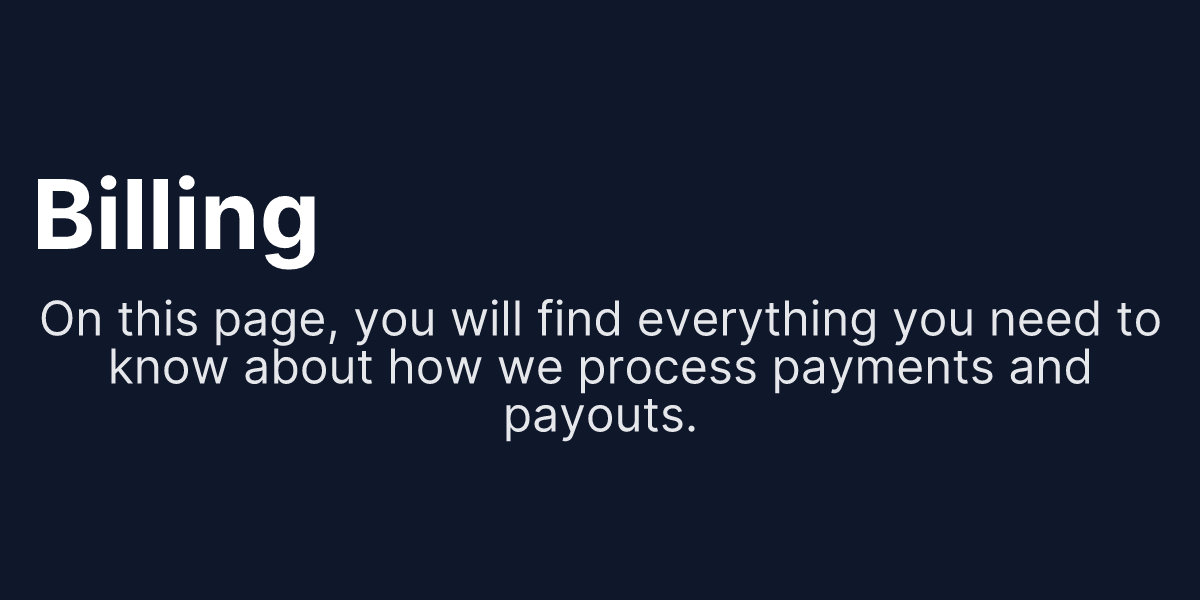 Billing
On this page, you will find everything you need to
know about how we process payments and
payouts.